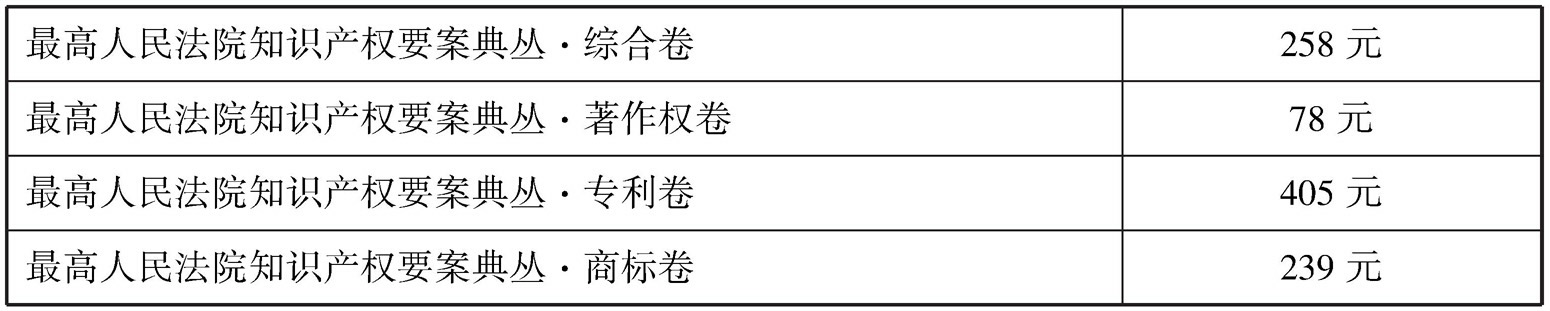 最高人民法院知识产权要案典丛·综合卷 258 元
最高人民法院知识产权要案典丛·著作权卷 78 元
最高人民法院知识产权要案典丛·专利卷 405 元
最高人民法院知识产权要案典丛·商标卷 239 元